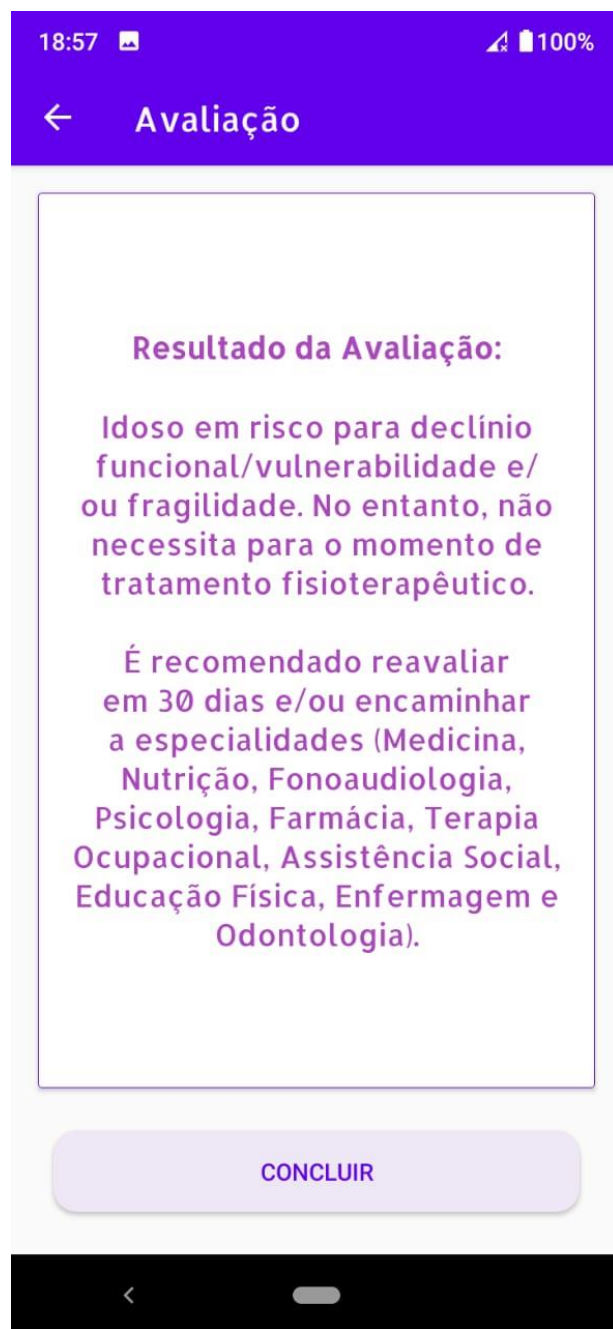 18:57
100%
Avaliação
Resultado da Avaliação:
Idoso em risco para declínio
funcional/vulnerabilidade e/
ou fragilidade. No entanto, não
necessita para o momento de
tratamento fisioterapêutico.
É recomendado reavaliar
em 30 dias e/ou encaminhar
a especialidades (Medicina,
Nutrição, Fonoaudiologia,
Psicologia, Farmácia, Terapia
Ocupacional, Assistência Social,
Educação Física, Enfermagem e
Odontologia).
CONCLUIR